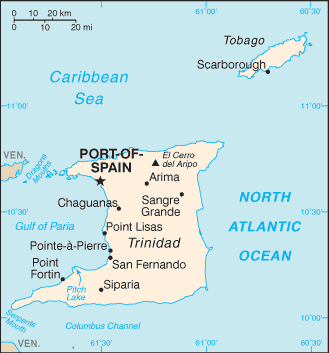 0 10 20 km
0 10 20 mi
60°30'
Tobago
Scarborough
Caribbean
Sea
11°00'
11°00'
PORT-OF-
SPAIN
El Cerro
del Aripo
VEN.
Dragons
Mouths
Arima
Chaguanas
Sangre
Grande
10°30'
10°30'
NORTH
ATLANTIC
OCEAN
Gulf of Paria
Point Lisas
Trinidad
Pointe-à-Pierre
San Fernando
Point
Fortin
Pitch
Lake
Siparia
VEN.
Serpents
Mouth
Columbus Channel
10°00'
61°30'
61°00'